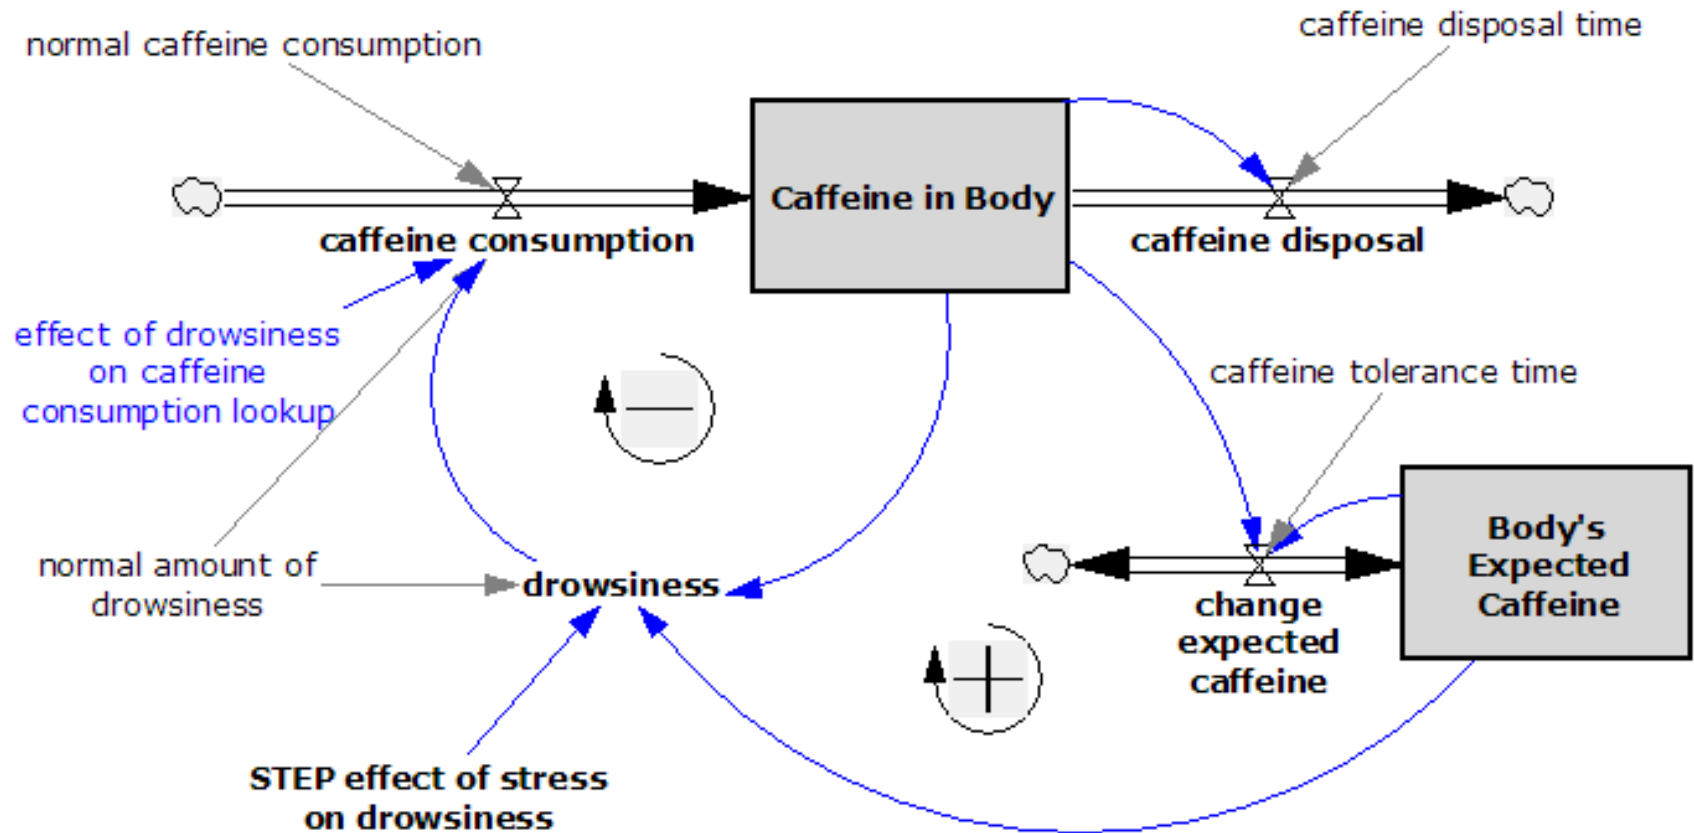 normal caffeine consumption
caffeine disposal time
Caffeine in Body
caffeine consumption
caffeine disposal
effect of drowsiness
on caffeine
consumption lookup
caffeine tolerance time
normal amount of
drowsiness
drowsiness
change
expected
caffeine
Body's
Expected
Caffeine
STEP effect of stress
on drowsiness